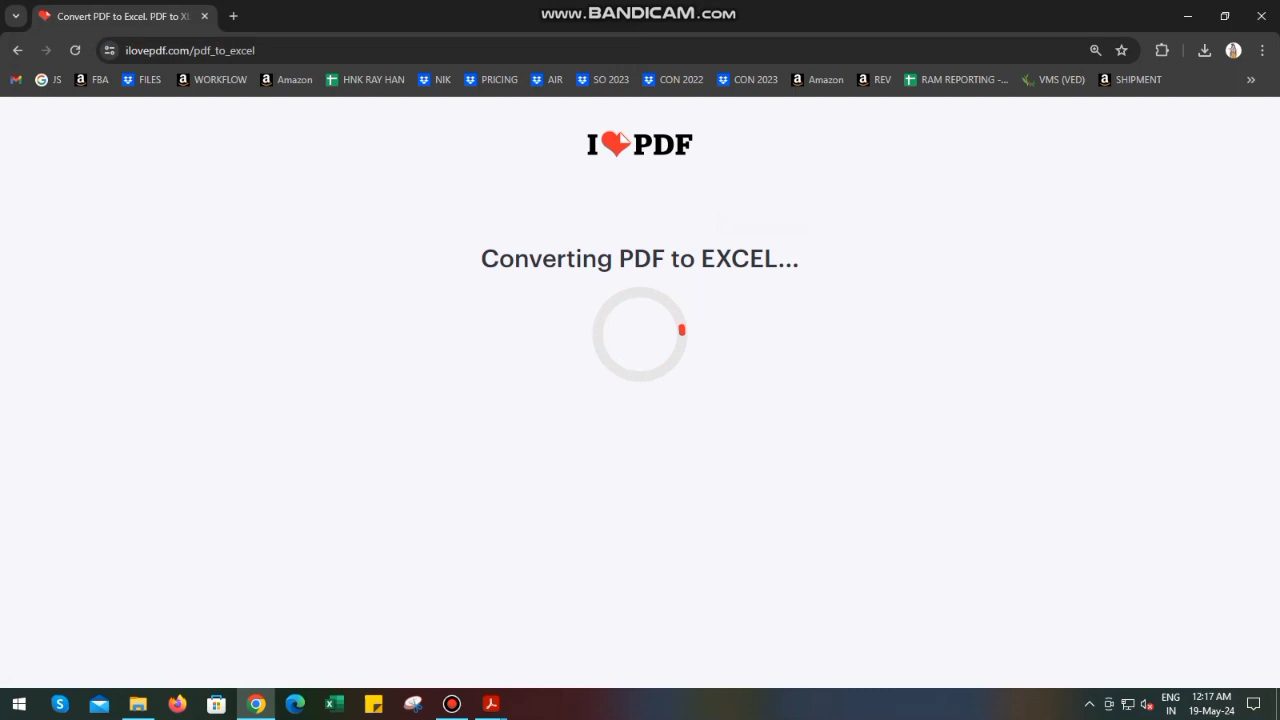 www.BANDICAM.com
Convert PDF to Excel. PDF to XL
ilovepdf.com/pdf_to_excel
JS
FBA
FILES
WORKFLOW
Amazon
HNK RAY HAN
NIK
PRICING
AIR
SO 2023
CON 2022
CON 2023
Amazon
REV
RAM REPORTING -...
VMS (VED)
SHIPMENT
I PDF
Converting PDF to EXCEL...
ENG 12:17 AM
IN 19-May-24